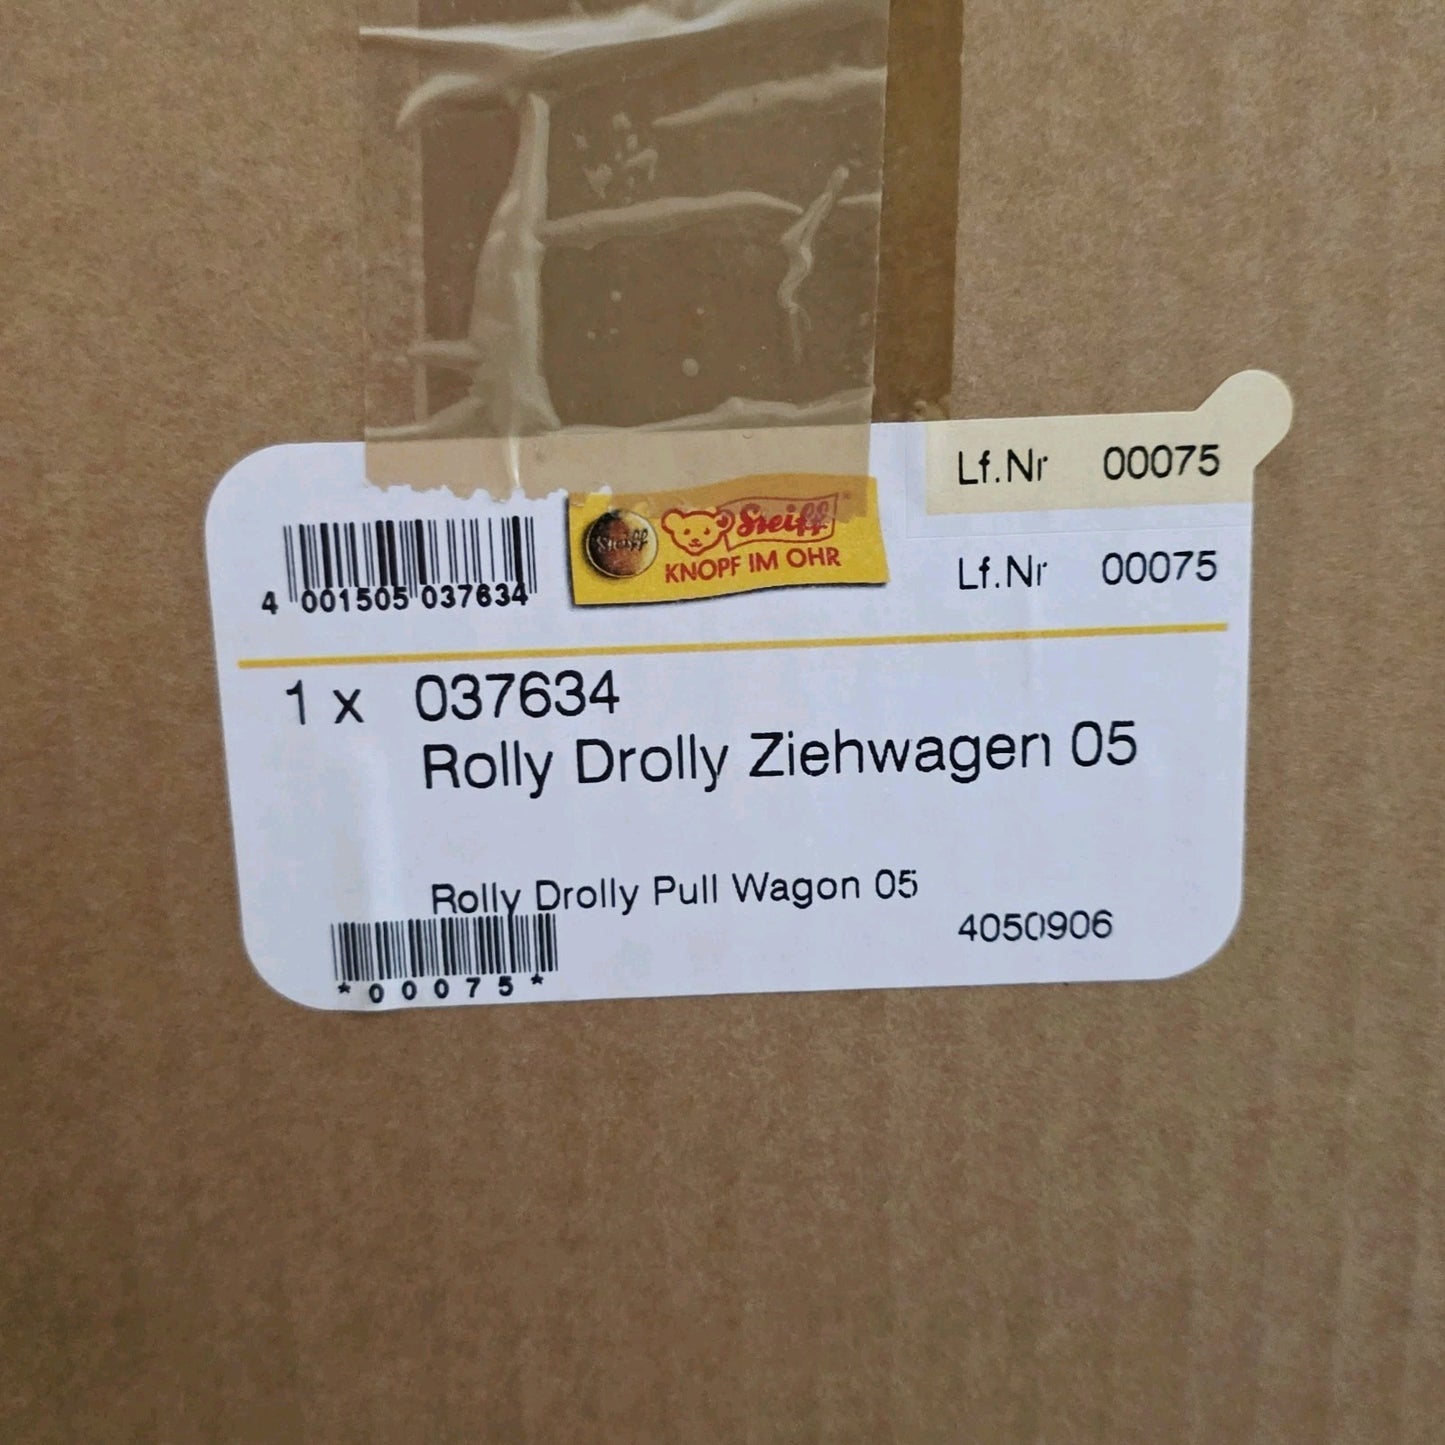 Lf.Nr 00075
4 001505 037634
Steiff
Steiff
KNOPF IM OHR
Lf.Nr 00075
1 x 037634
Rolly Drolly Ziehwagen 05
Rolly Drolly Pull Wagon 05
4050906
*00075*